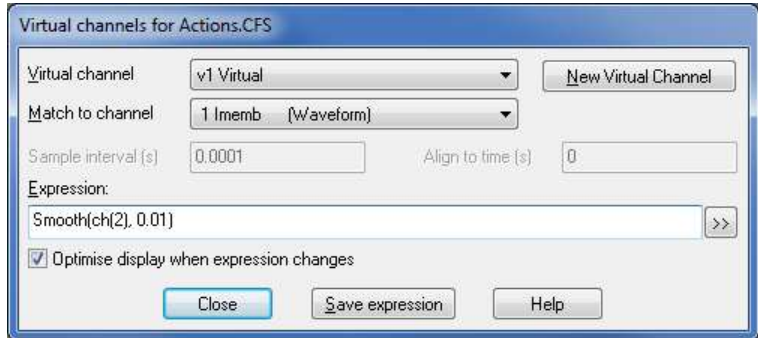 Virtual channels for Actions.CFS
Virtual channel v1 Virtual New Virtual Channel
Match to channel 1 Imemb (Waveform)
Sample interval (s) 0.0001 Align to time (s) 0
Expression:
Smooth(ch(2), 0.01) >>
Optimise display when expression changes
Close Save expression Help